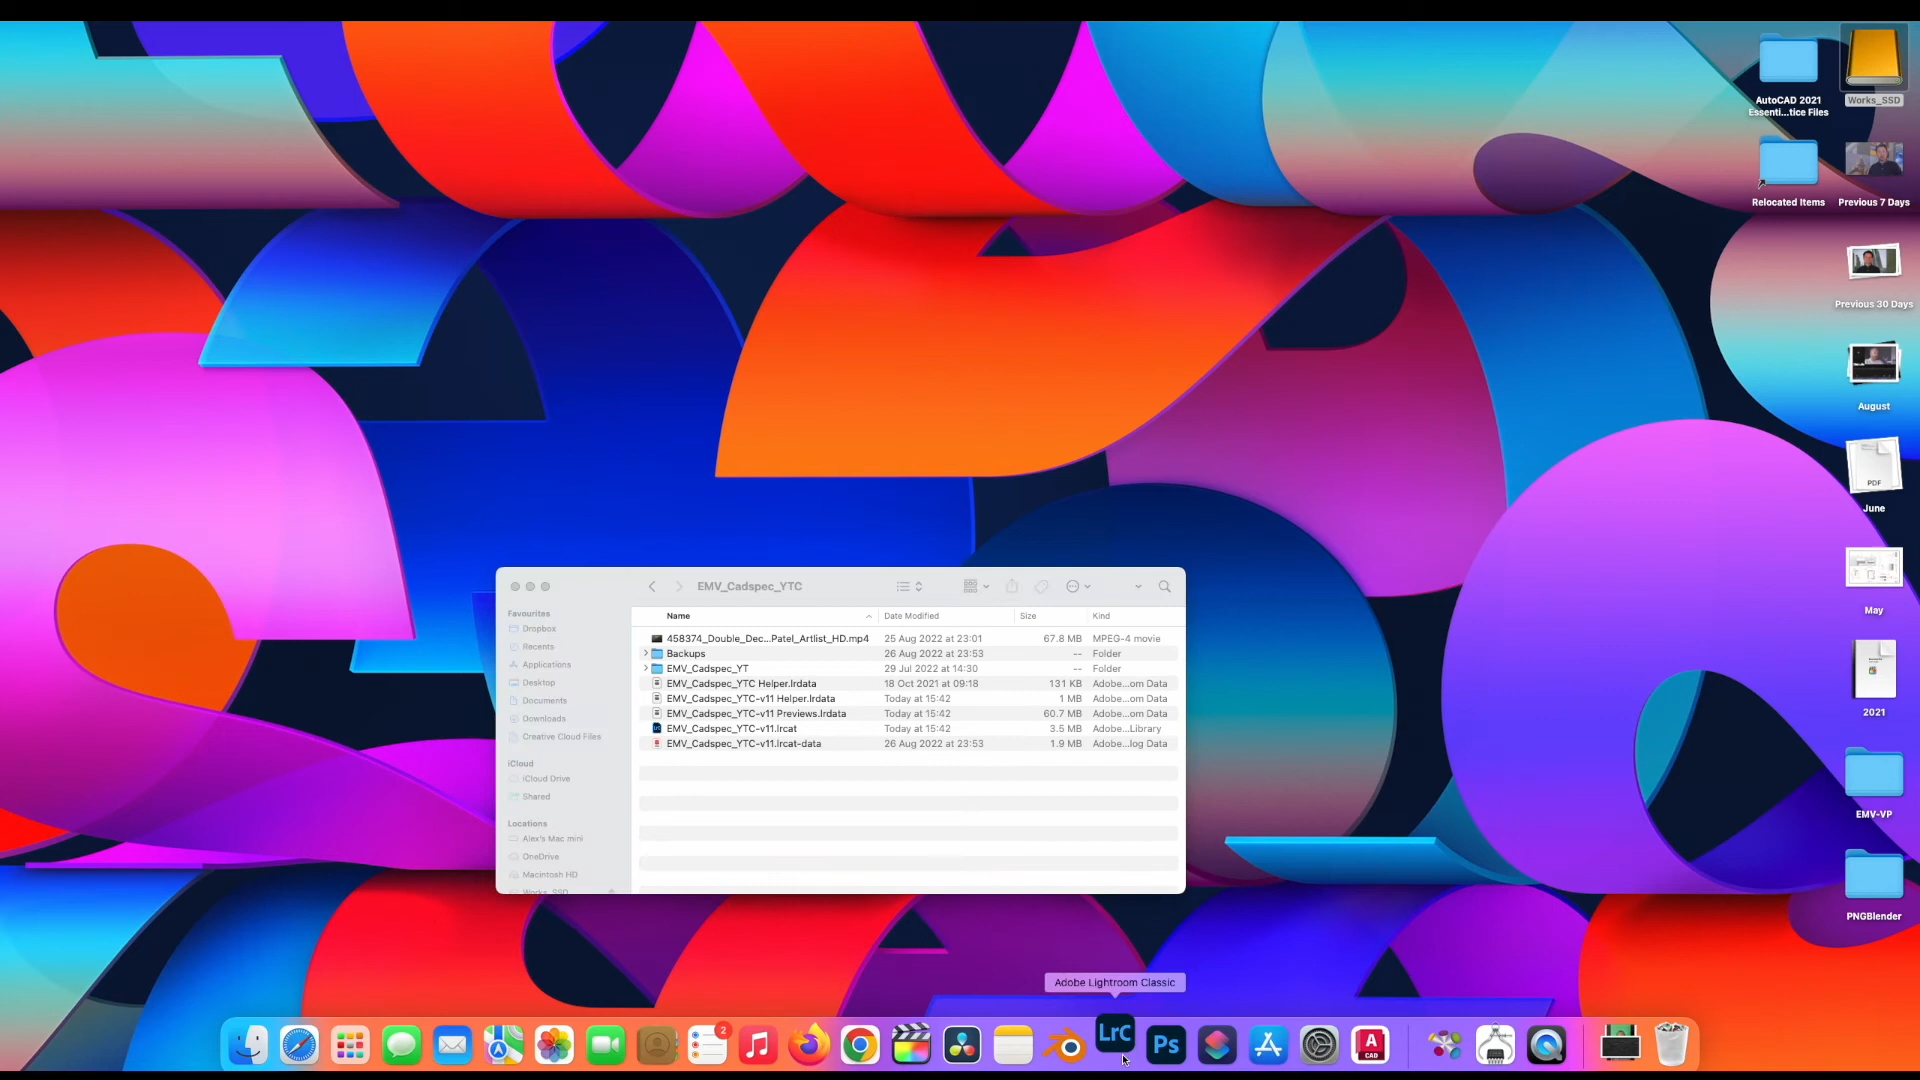 AutoCAD 2021
Essenti...tice Files
Works_SSD
Relocated Items
Previous 7 Days
Previous 30 Days
August
PDF
June
May
2021
EMV-VP
PNGBlender
EMV_Cadspec_YTC
Favourites
Dropbox
Recents
Applications
Desktop
Documents
Downloads
Creative Cloud Files
iCloud
iCloud Drive
Shared
Locations
Alex's Mac mini
OneDrive
Macintosh HD
Works_SSD
Name Date Modified Size Kind
458374_Double_Dec...Patel_Artlist_HD.mp4 25 Aug 2022 at 23:01 67.8 MB MPEG-4 movie
Backups 26 Aug 2022 at 23:53 -- Folder
EMV_Cadspec_YT 29 Jul 2022 at 14:30 -- Folder
EMV_Cadspec_YTC Helper.lrdata 18 Oct 2021 at 09:18 131 KB Adobe...om Data
EMV_Cadspec_YTC-v11 Helper.lrdata Today at 15:42 1 MB Adobe...om Data
EMV_Cadspec_YTC-v11 Previews.lrdata Today at 15:42 60.7 MB Adobe...om Data
EMV_Cadspec_YTC-v11.lrcat Today at 15:42 3.5 MB Adobe...Library
EMV_Cadspec_YTC-v11.lrcat-data 26 Aug 2022 at 23:53 1.9 MB Adobe...log Data
Adobe Lightroom Classic
2
LrC
Ps
A
CAD